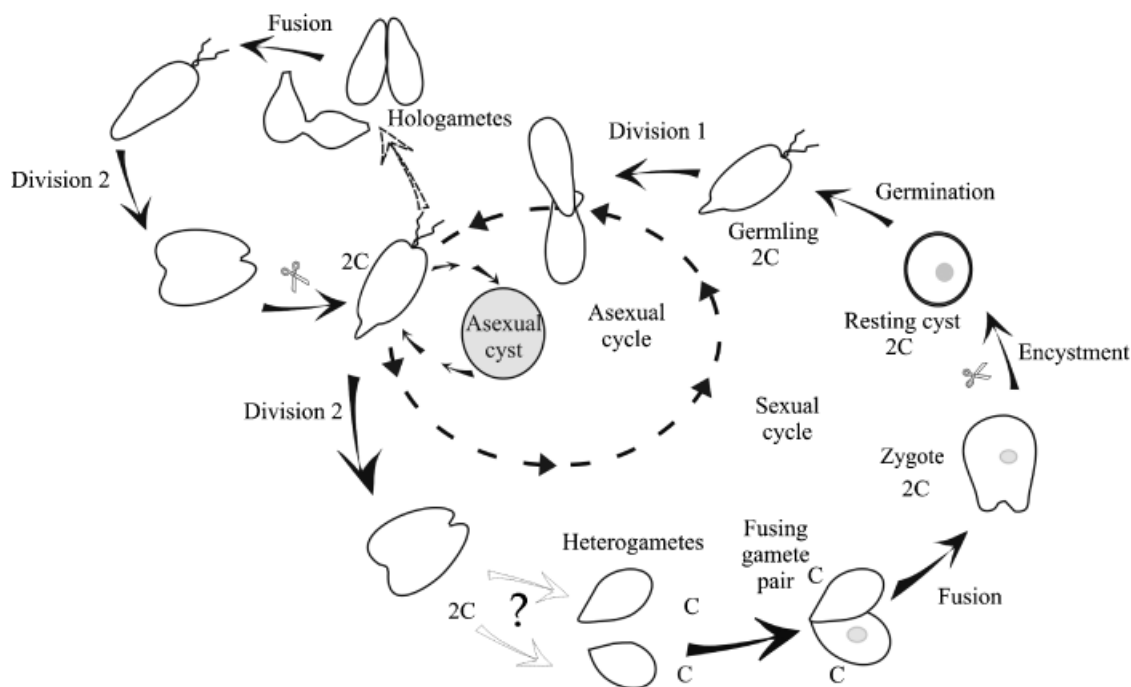 Fusion
Hologametes
Division 2
Division 1
Germination
Germling
2C
2C
Asexual
cyst
Asexual
cycle
Resting cyst
2C
Encystment
Division 2
Sexual
cycle
Zygote
2C
Heterogametes
Fusing
gamete
pair
C
C
Fusion
2C
?
C
C